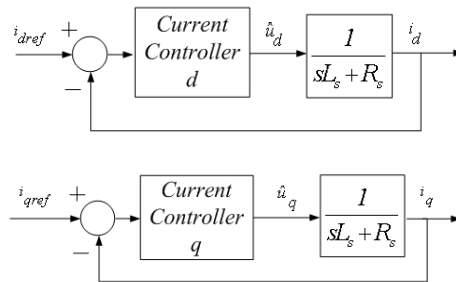 i_dref
+
−
Current
Controller
d
û_d
1
sL_s+R_s
i_d
i_qref
+
−
Current
Controller
q
û_q
1
sL_s+R_s
i_q